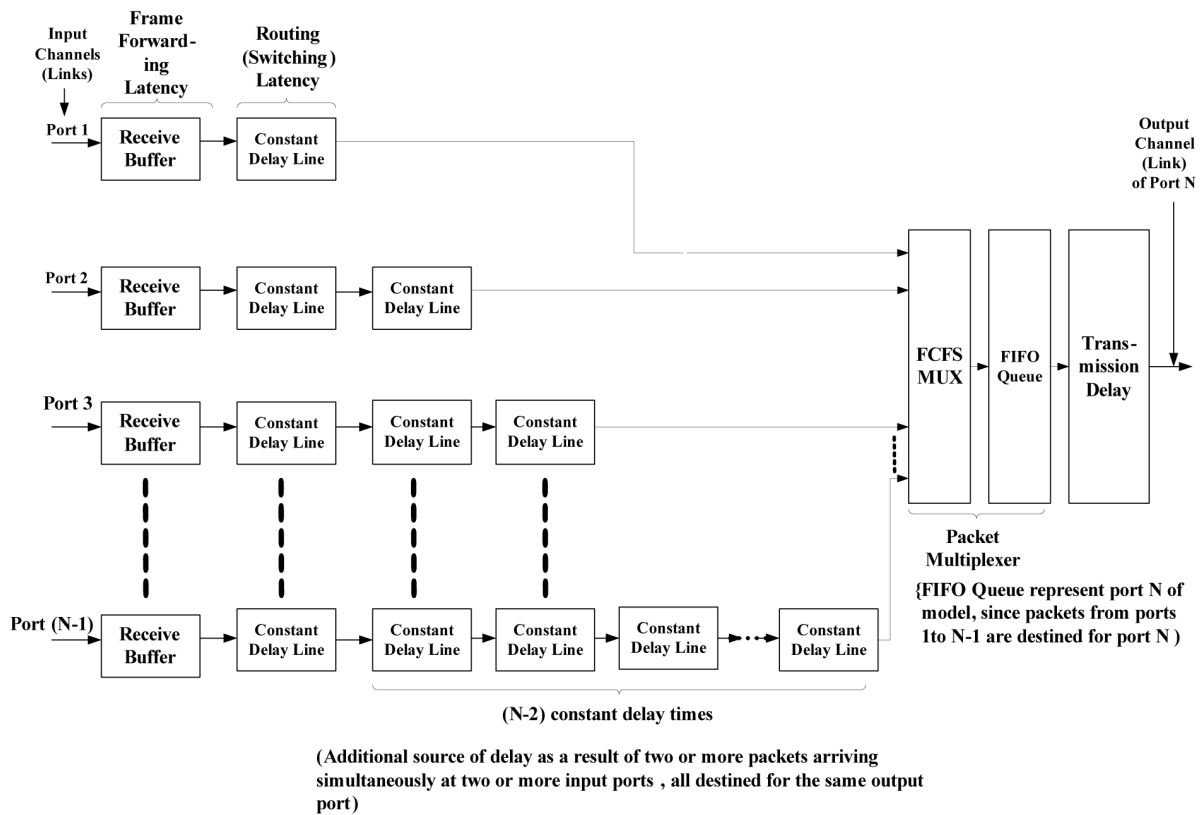 Input
Channels
(Links)
Frame
Forward-
ing
Latency
Routing
(Switching)
Latency
Port 1
Receive
Buffer
Constant
Delay Line
Output
Channel
(Link)
of Port N
Port 2
Receive
Buffer
Constant
Delay Line
Constant
Delay Line
Port 3
Receive
Buffer
Constant
Delay Line
Constant
Delay Line
Constant
Delay Line
FCFS
MUX
FIFO
Queue
Trans-
mission
Delay
Packet
Multiplexer
{FIFO Queue represent port N of
model, since packets from ports
1to N-1 are destined for port N )
Port (N-1)
Receive
Buffer
Constant
Delay Line
Constant
Delay Line
Constant
Delay Line
Constant
Delay Line
Constant
Delay Line
(N-2) constant delay times
(Additional source of delay as a result of two or more packets arriving
simultaneously at two or more input ports , all destined for the same output
port)